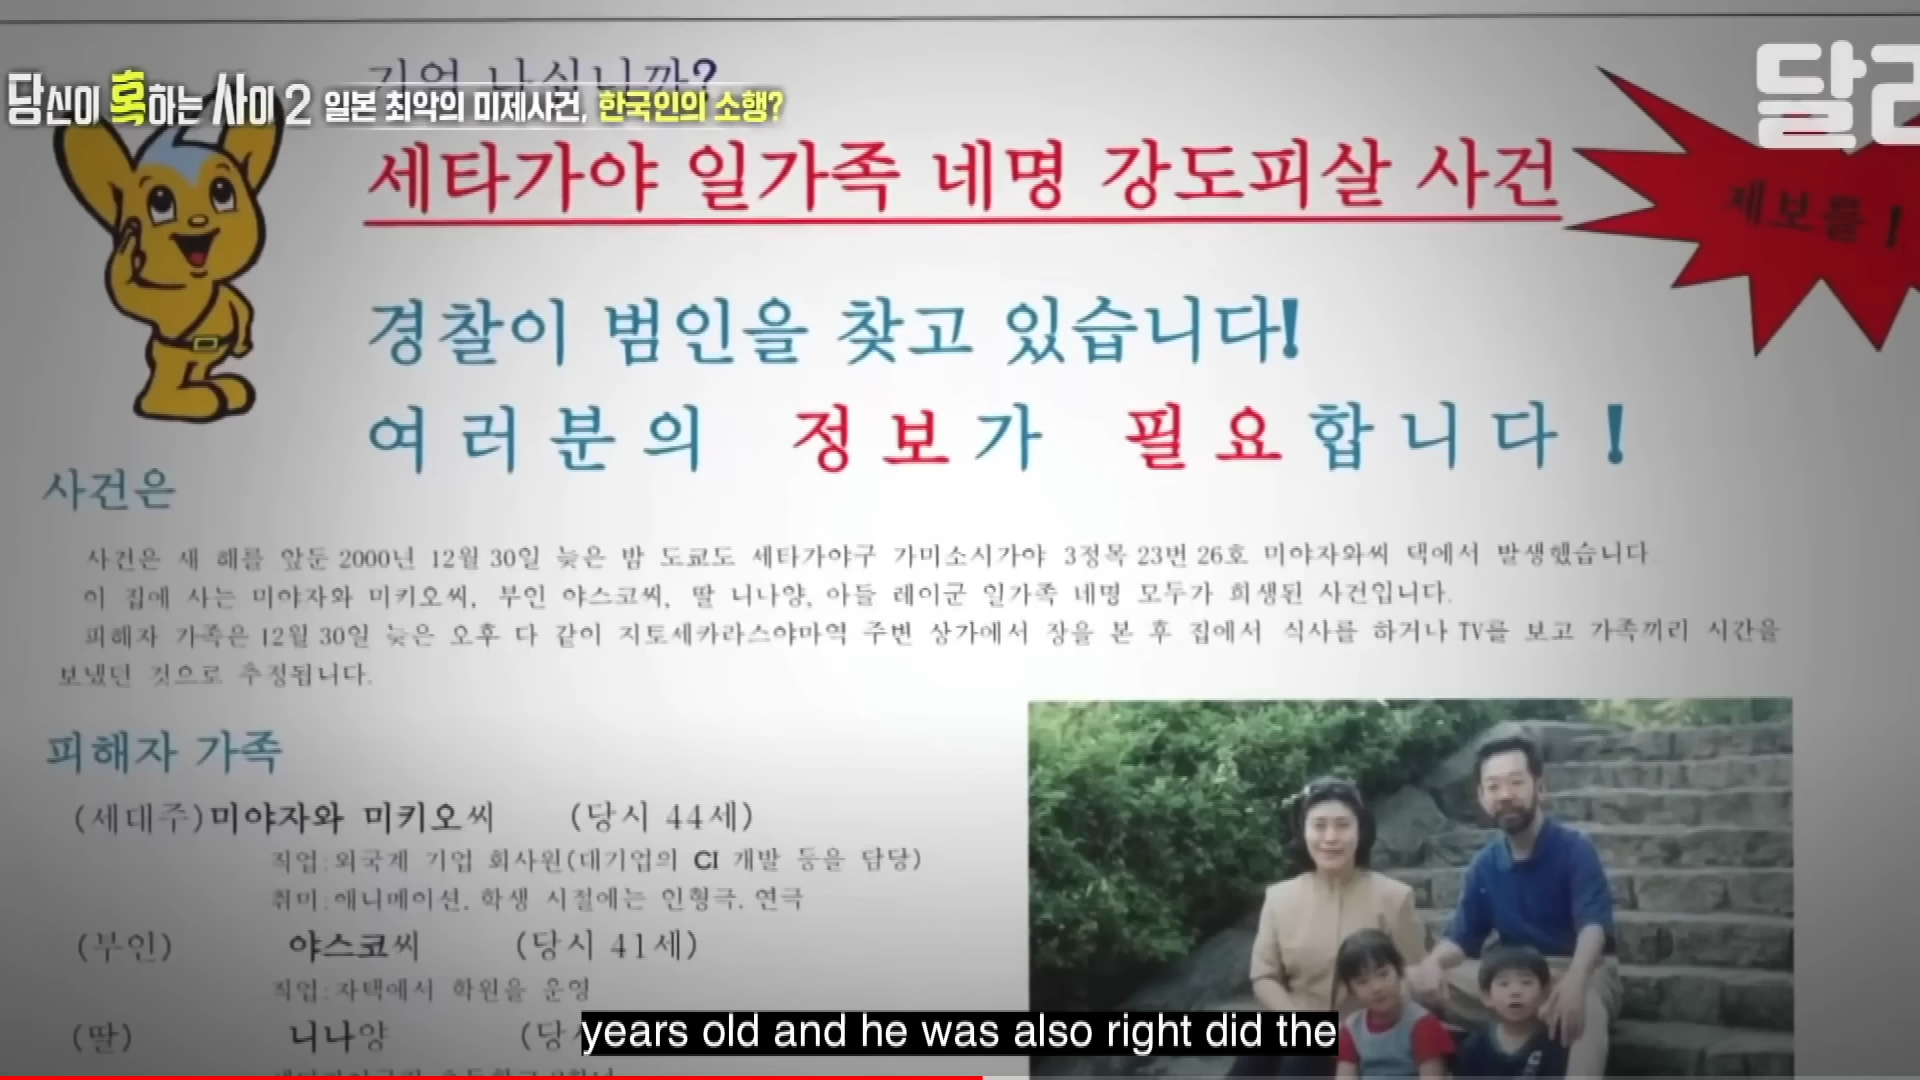 기억 나십니까?
당신이 혹하는 사이 2 일본 최악의 미제사건, 한국인의 소행?
달리
세타가야 일가족 네명 강도피살 사건
제보를!
경찰이 범인을 찾고 있습니다!
여러분의 정보가 필요합니다!
사건은
사건은 새 해를 앞둔 2000년 12월 30일 늦은 밤 도쿄도 세타가야구 가미소시가야 3정목 23번 26호 미야자와씨 댁에서 발생했습니다
이 집에 사는 미야자와 미키오씨, 부인 야스코씨, 딸 니나양, 아들 레이군 일가족 네명 모두가 희생된 사건입니다.
피해자 가족은 12월 30일 늦은 오후 다 같이 지토세카라스야마역 주변 상가에서 장을 본 후 집에서 식사를 하거나 TV를 보고 가족끼리 시간을
보냈던 것으로 추정됩니다.
피해자 가족
(세대주) 미야자와 미키오씨 (당시 44세)
직업:외국계 기업 회사원(대기업의 CI 개발 등을 담당)
취미:애니메이션, 학생 시절에는 인형극, 연극
(부인) 야스코씨 (당시 41세)
직업:자택에서 학원을 운영
(딸) 니나양 (당
years old and he was also right did the